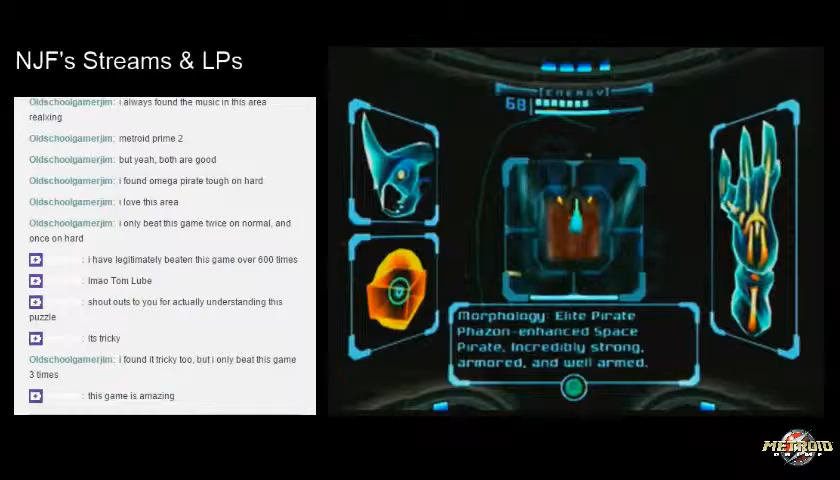 NJF's Streams & LPs
Oldschoolgamerjim: i always found the music in this area
realxing
Oldschoolgamerjim: metroid prime 2
Oldschoolgamerjim: but yeah, both are good
Oldschoolgamerjim: i found omega pirate tough on hard
Oldschoolgamerjim: i love this area
Oldschoolgamerjim: i only beat this game twice on normal, and
once on hard
: i have legitimately beaten this game over 600 times
: lmao Tom Lube
: shout outs to you for actually understanding this
puzzle
: its tricky
Oldschoolgamerjim: i found it tricky too, but i only beat this game
3 times
: this game is amazing
[ENERGY]
68
Morphology: Elite Pirate
Phazon-enhanced Space
Pirate. Incredibly strong,
armored, and well armed.
METROID
PRIME